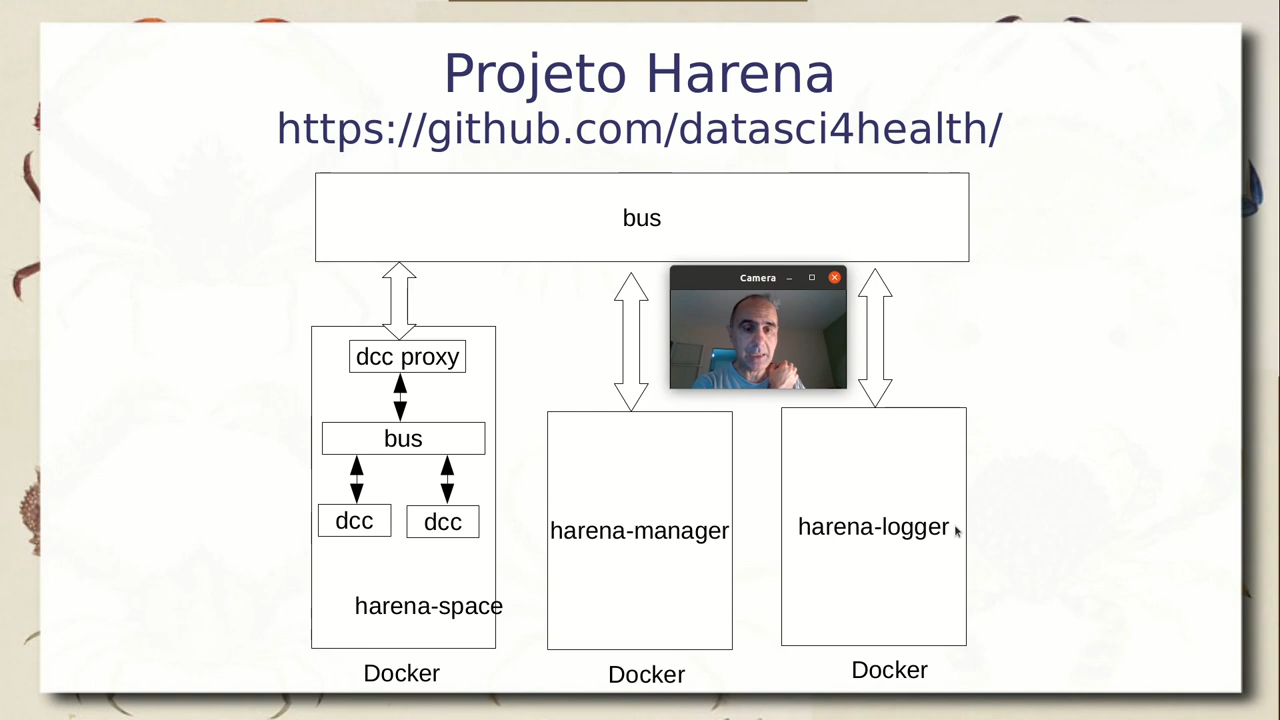 Projeto Harena
https://github.com/datasci4health/
bus
Camera
dcc proxy
bus
dcc
dcc
harena-space
harena-manager
harena-logger
Docker
Docker
Docker